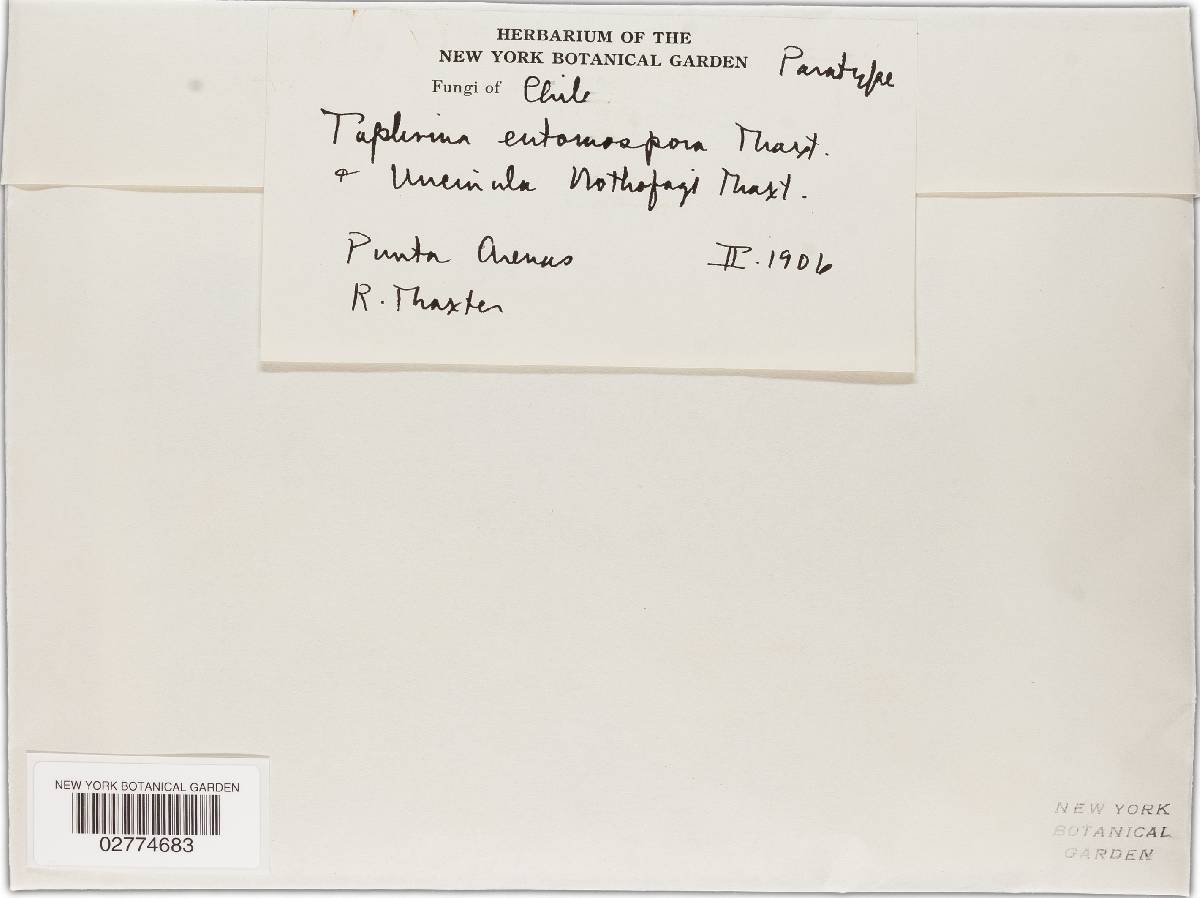 HERBARIUM OF THE
NEW YORK BOTANICAL GARDEN
Paratype
Fungi of Chile
Taphrina entomospora Thaxt.
& Uncinula Nothofagi Thaxt.
Punta Arenas II. 1906
R. Thaxter
NEW YORK BOTANICAL GARDEN
02774683
NEW YORK
BOTANICAL
GARDEN